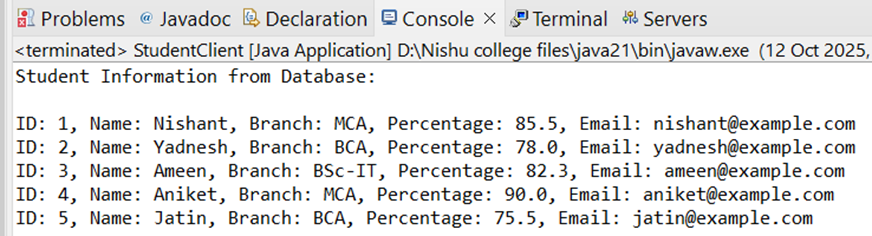 Problems @ Javadoc Declaration Console × Terminal Servers
<terminated> StudentClient [Java Application] D:\Nishu college files\java21\bin\javaw.exe (12 Oct 2025,
Student Information from Database:
ID: 1, Name: Nishant, Branch: MCA, Percentage: 85.5, Email: nishant@example.com
ID: 2, Name: Yadnesh, Branch: BCA, Percentage: 78.0, Email: yadnesh@example.com
ID: 3, Name: Ameen, Branch: BSc-IT, Percentage: 82.3, Email: ameen@example.com
ID: 4, Name: Aniket, Branch: MCA, Percentage: 90.0, Email: aniket@example.com
ID: 5, Name: Jatin, Branch: BCA, Percentage: 75.5, Email: jatin@example.com